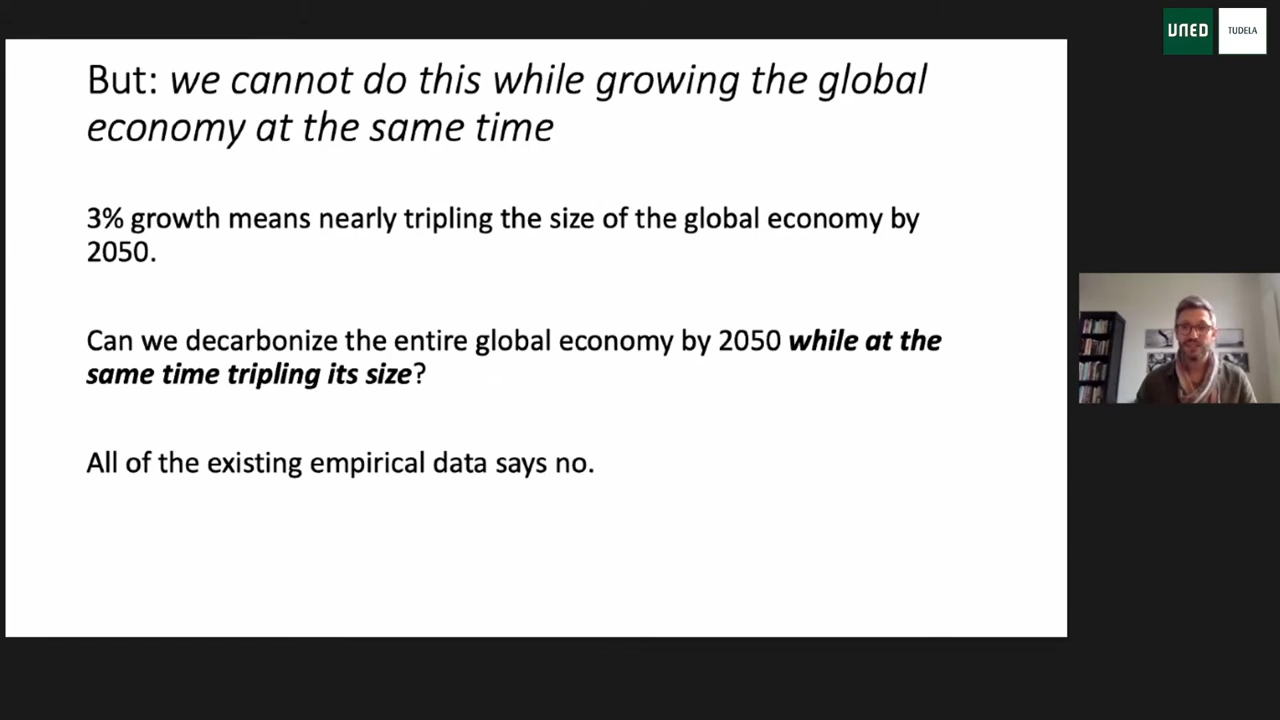 But: we cannot do this while growing the global
economy at the same time
3% growth means nearly tripling the size of the global economy by
2050.
Can we decarbonize the entire global economy by 2050 while at the
same time tripling its size?
All of the existing empirical data says no.
UNED
TUDELA